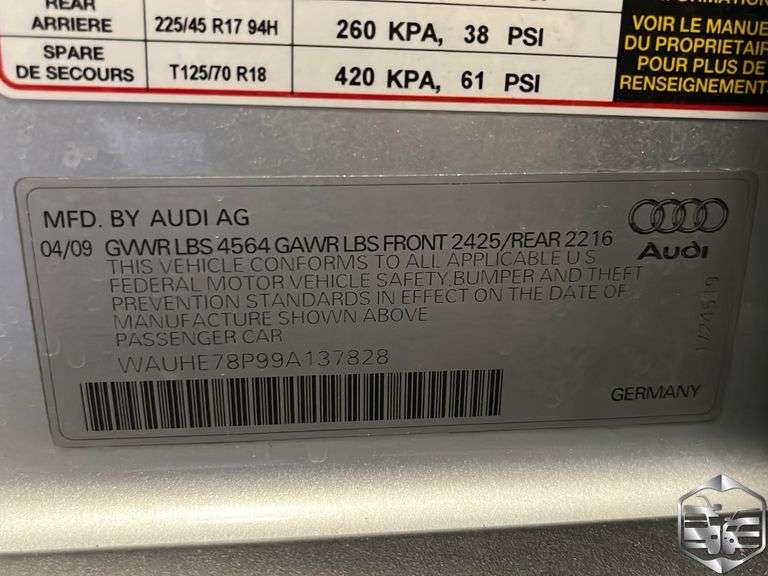 REAR
ARRIERE 225/45 R17 94H 260 KPA, 38 PSI
SPARE
DE SECOURS T125/70 R18 420 KPA, 61 PSI
VOIR LE MANUEL
DU PROPRIETAIR
POUR PLUS DE
RENSEIGNEMENT
MFD. BY AUDI AG
04/09 GVWR LBS 4564 GAWR LBS FRONT 2425/REAR 2216
THIS VEHICLE CONFORMS TO ALL APPLICABLE U S
FEDERAL MOTOR VEHICLE SAFETY,BUMPER AND THEFT
PREVENTION STANDARDS IN EFFECT ON THE DATE OF
MANUFACTURE SHOWN ABOVE
PASSENGER CAR
WAUHE78P99A137828
Audi
GERMANY